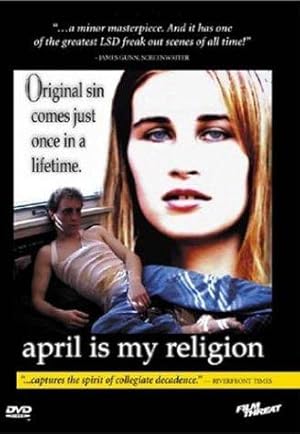 "...a minor masterpiece. And it has one
of the greatest LSD freak out scenes of all time!"
- JAMES GUNN, SCREENWRITER
Original sin
comes just
once in a
lifetime.
april is my religion
"...captures the spirit of collegiate decadence." — RIVERFRONT TIMES
DVD
FILM
THREAT